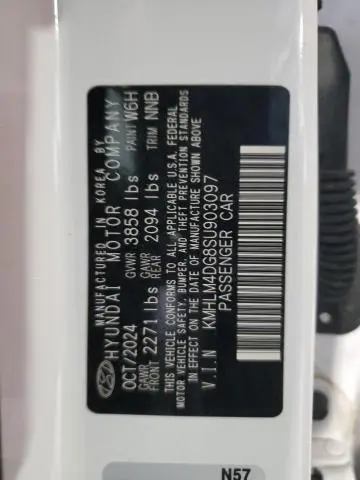 MANUFACTURED IN KOREA BY
HYUNDAI MOTOR COMPANY
OCT/2024 GVWR 3858 lbs PAINT W6H
GAWR FRONT 2271 lbs GAWR REAR 2094 lbs TRIM NNB
THIS VEHICLE CONFORMS TO ALL APPLICABLE U.S.A. FEDERAL
MOTOR VEHICLE SAFETY, BUMPER, AND THEFT PREVENTION STANDARDS
IN EFFECT ON THE DATE OF MANUFACTURE SHOWN ABOVE
V.I.N KMHLM4DG8SU903097
PASSENGER CAR
N57